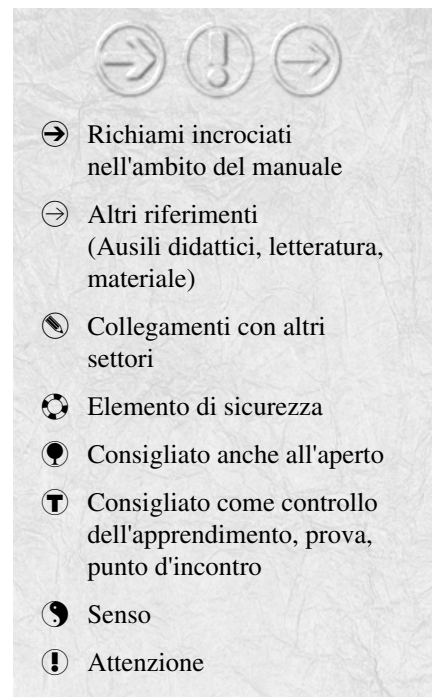 Richiami incrociati
nell'ambito del manuale
Altri riferimenti
(Ausili didattici, letteratura,
materiale)
Collegamenti con altri
settori
Elemento di sicurezza
Consigliato anche all'aperto
T Consigliato come controllo
dell'apprendimento, prova,
punto d'incontro
Senso
! Attenzione